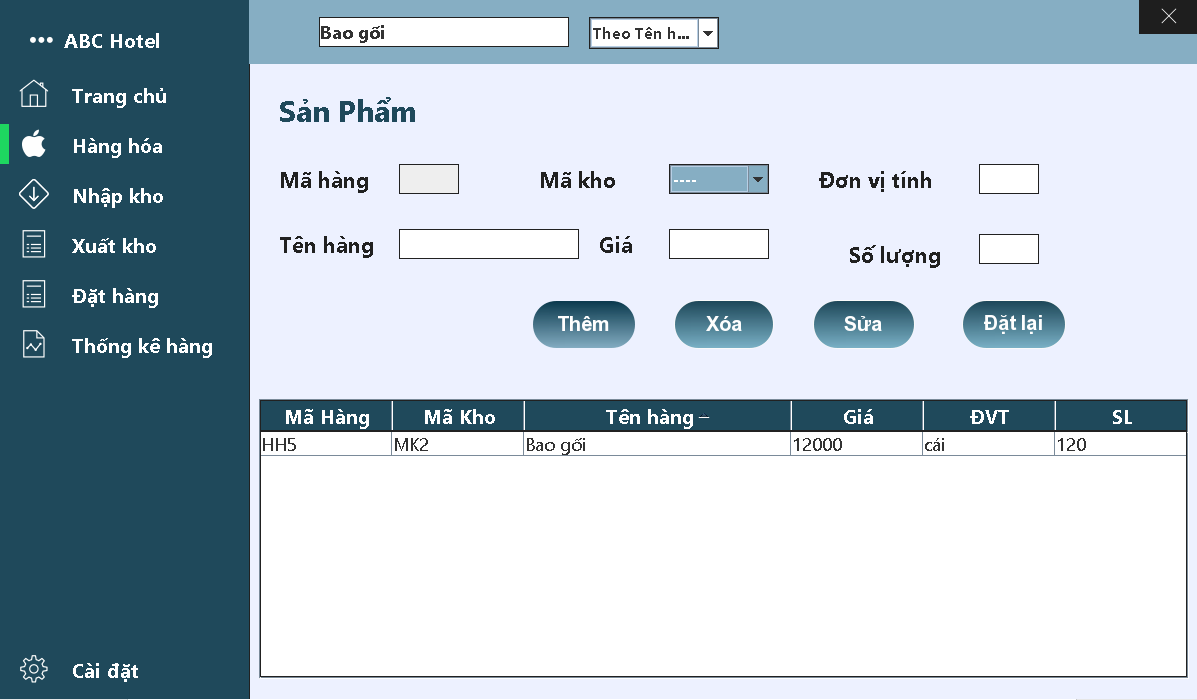 ••• ABC Hotel
Bao gối
Theo Tên h...
Trang chủ
Hàng hóa
Nhập kho
Xuất kho
Đặt hàng
Thống kê hàng
Cài đặt
Sản Phẩm
Mã hàng
Mã kho
----
Đơn vị tính
Tên hàng
Giá
Số lượng
Thêm
Xóa
Sửa
Đặt lại
Mã Hàng Mã Kho Tên hàng – Giá ĐVT SL
HH5 MK2 Bao gối 12000 cái 120